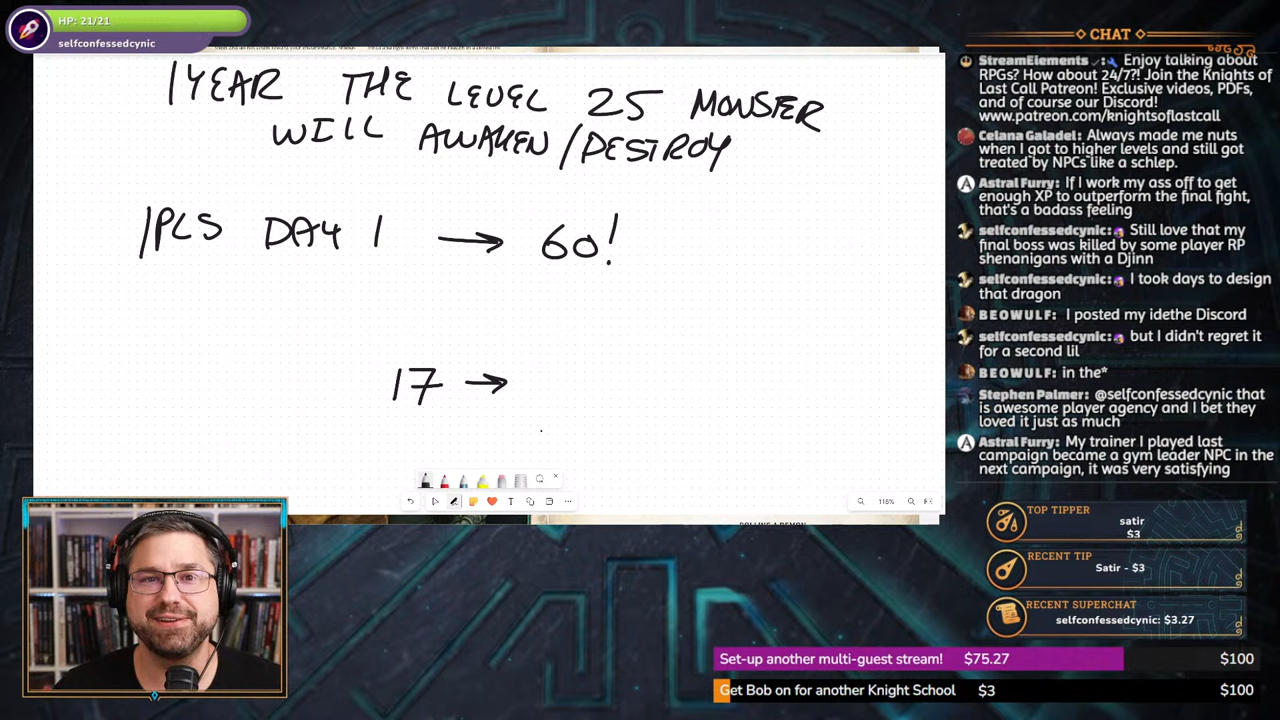 HP: 21/21
selfconfessedcynic
1 YEAR THE LEVEL 25 MONSTER
WILL AWAKEN/DESTROY
1 PCS DAY 1 → 60!
17 →
115%
CHAT
StreamElements : Enjoy talking about
RPGs? How about 24/7?! Join the Knights of
Last Call Patreon! Exclusive videos, PDFs,
and of course our Discord!
www.patreon.com/knightsoflastcall
Celana Galadel: Always made me nuts
when I got to higher levels and still got
treated by NPCs like a schlep.
Astral Furry: If I work my ass off to get
enough XP to outperform the final fight,
that's a badass feeling
selfconfessedcynic: Still love that my
final boss was killed by some player RP
shenanigans with a Djinn
selfconfessedcynic: I took days to design
that dragon
BEOWULF: I posted my idethe Discord
selfconfessedcynic: but I didn't regret it
for a second lil
BEOWULF: in the*
Stephen Palmer: @selfconfessedcynic that
is awesome player agency and I bet they
loved it just as much
Astral Furry: My trainer I played last
campaign became a gym leader NPC in the
next campaign, it was very satisfying
TOP TIPPER
satir
$3
RECENT TIP
Satir - $3
RECENT SUPERCHAT
selfconfessedcynic: $3.27
Set-up another multi-guest stream! $75.27 $100
Get Bob on for another Knight School $3 $100